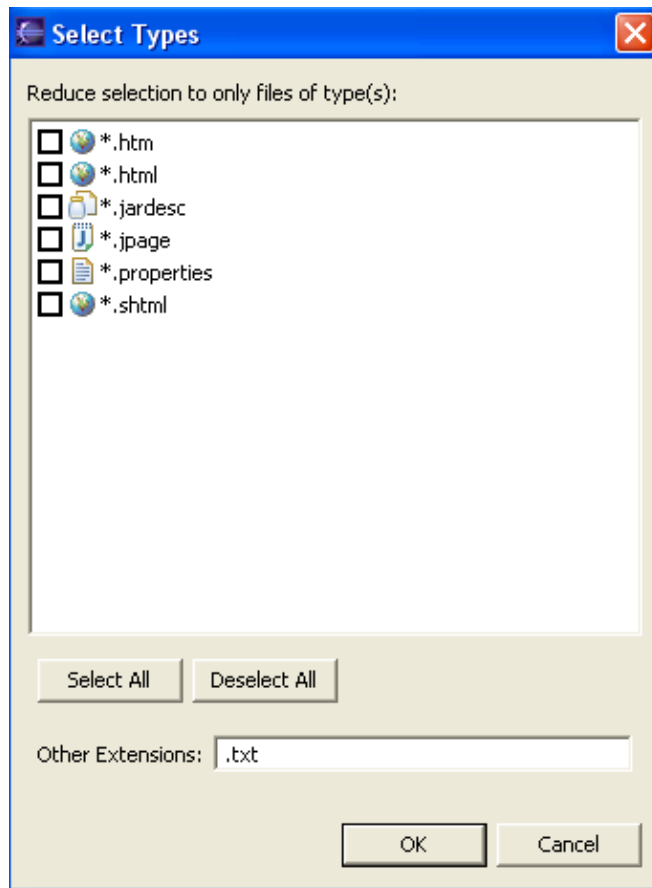 Select Types
Reduce selection to only files of type(s):
*.htm
*.html
*.jardesc
*.jpage
*.properties
*.shtml
Select All Deselect All
Other Extensions: .txt
OK Cancel